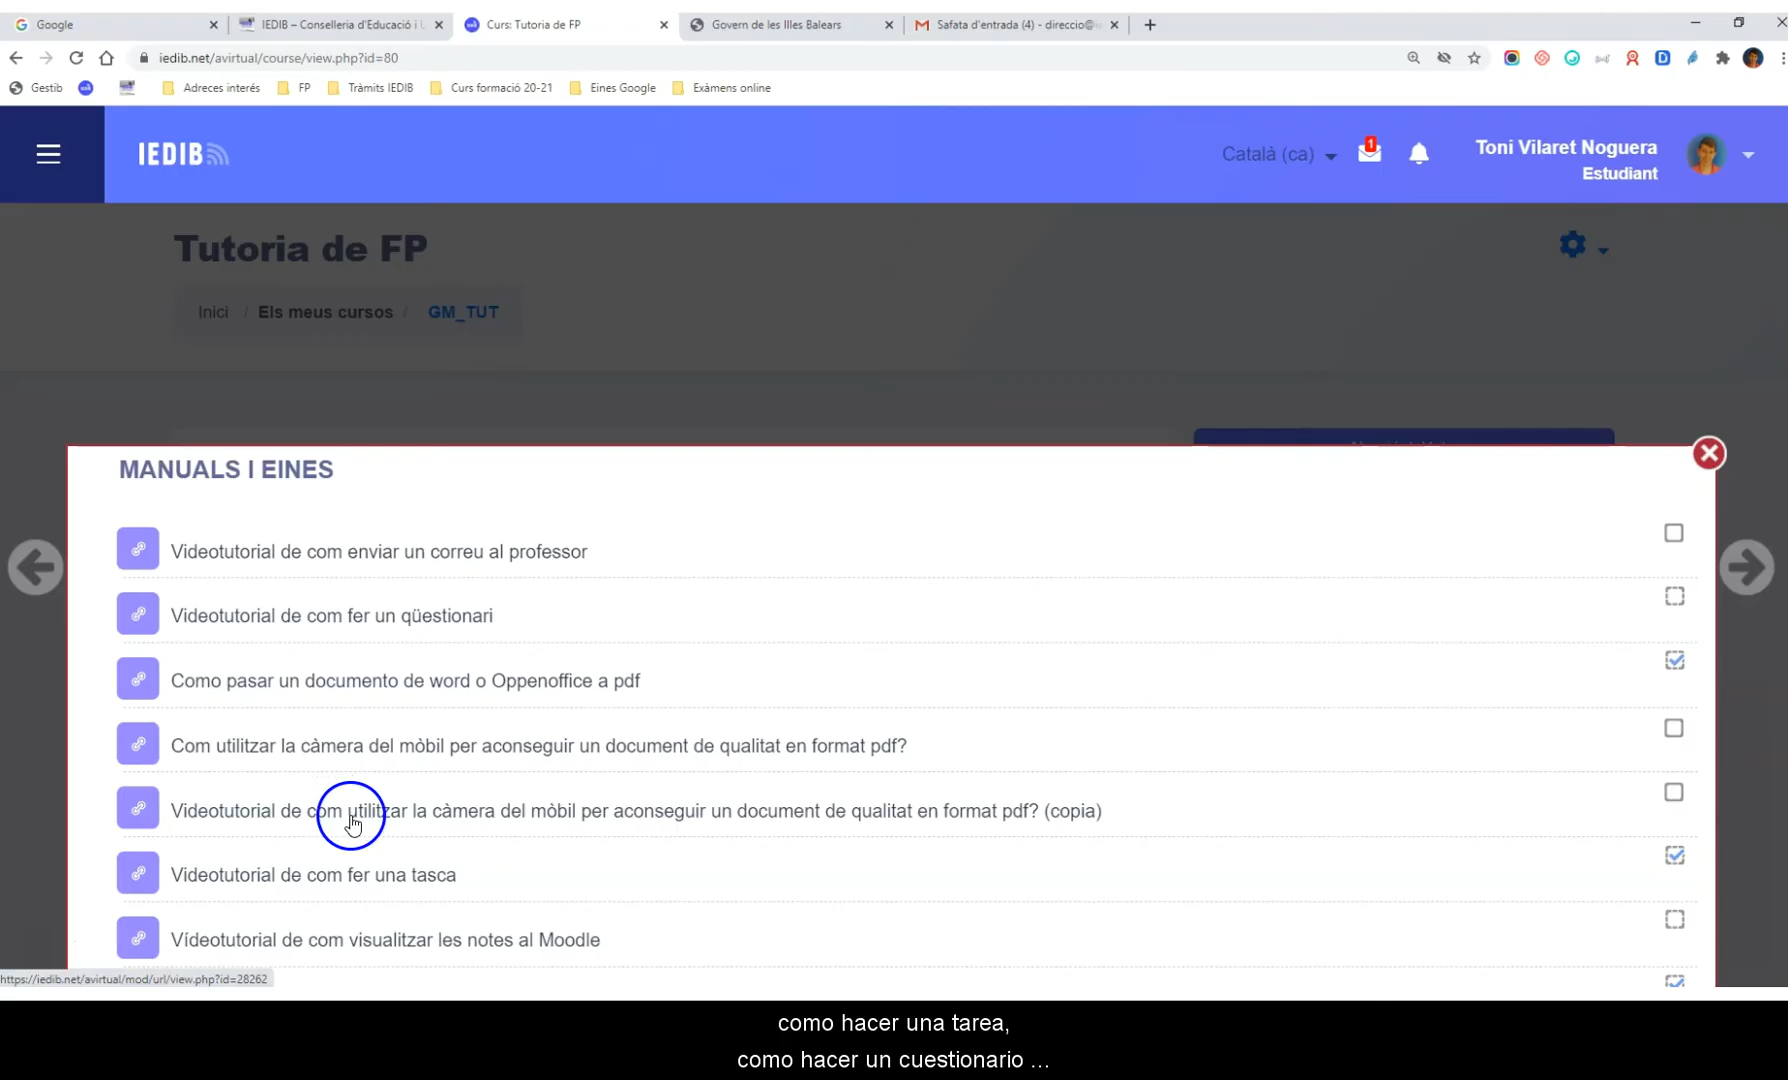 Google
IEDIB – Conselleria d'Educació i U
Curs: Tutoria de FP
Govern de les Illes Balears
Safata d'entrada (4) - direccio@i
iedib.net/avirtual/course/view.php?id=80
Gestib
Adreces interés
FP
Tràmits IEDIB
Curs formació 20-21
Eines Google
Exàmens online
IEDIB
Català (ca)
1
Toni Vilaret Noguera
Estudiant
Tutoria de FP
Inici / Els meus cursos / GM_TUT
MANUALS I EINES
Videotutorial de com enviar un correu al professor
Videotutorial de com fer un qüestionari
Como pasar un documento de word o Oppenoffice a pdf
Com utilitzar la càmera del mòbil per aconseguir un document de qualitat en format pdf?
Videotutorial de com utilitzar la càmera del mòbil per aconseguir un document de qualitat en format pdf? (copia)
Videotutorial de com fer una tasca
Vídeotutorial de com visualitzar les notes al Moodle
https://iedib.net/avirtual/mod/url/view.php?id=28262
como hacer una tarea,
como hacer un cuestionario ...